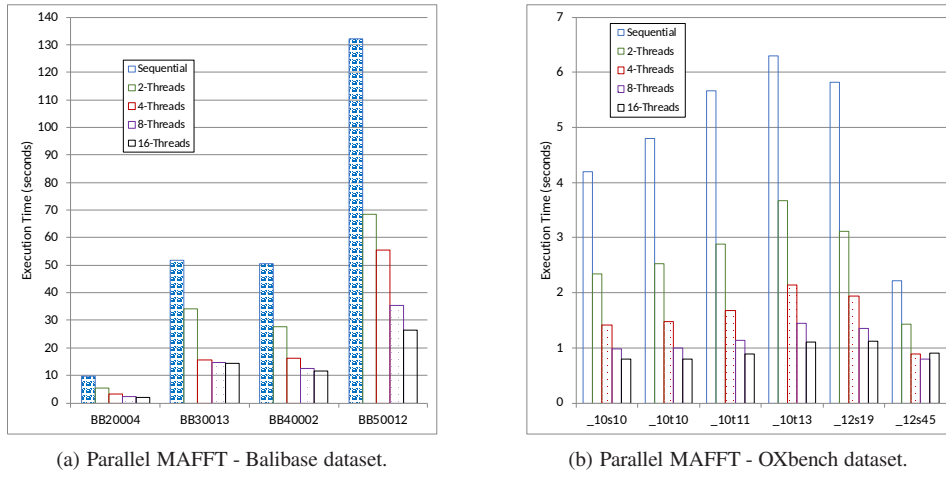 140
130
120
110
100
90
80
70
60
50
40
30
20
10
0
Execution Time (seconds)
Sequential
2-Threads
4-Threads
8-Threads
16-Threads
BB20004 BB30013 BB40002 BB50012
(a) Parallel MAFFT - Balibase dataset.
7
6
5
4
3
2
1
0
Execution Time (seconds)
Sequential
2-Threads
4-Threads
8-Threads
16-Threads
_10s10 _10t10 _10t11 _10t13 _12s19 _12s45
(b) Parallel MAFFT - OXbench dataset.